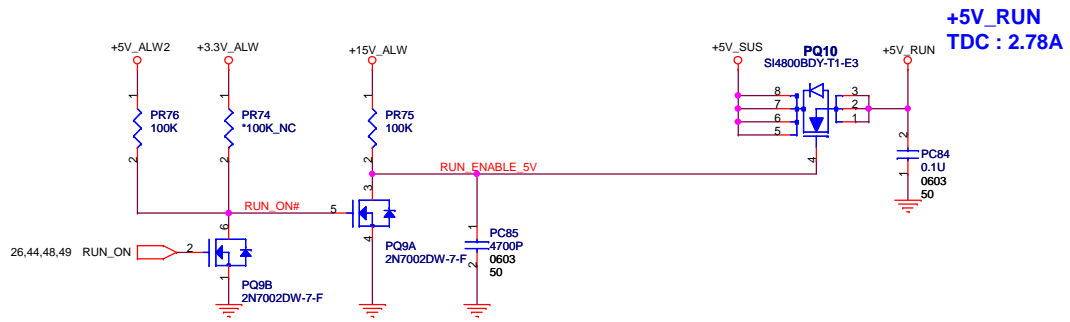 +5V_RUN
TDC : 2.78A
+5V_ALW2
+3.3V_ALW
+15V_ALW
+5V_SUS
PQ10
SI4800BDY-T1-E3
+5V_RUN
1
PR76
100K
2
1
PR74
*100K_NC
2
1
PR75
100K
2
8
7
6
5
3
2
1
4
2
PC84
0.1U
0603
50
1
RUN_ENABLE_5V
RUN_ON#
5
3
4
PQ9A
2N7002DW-7-F
1
PC85
4700P
0603
50
2
26,44,48,49 RUN_ON
2
6
1
PQ9B
2N7002DW-7-F